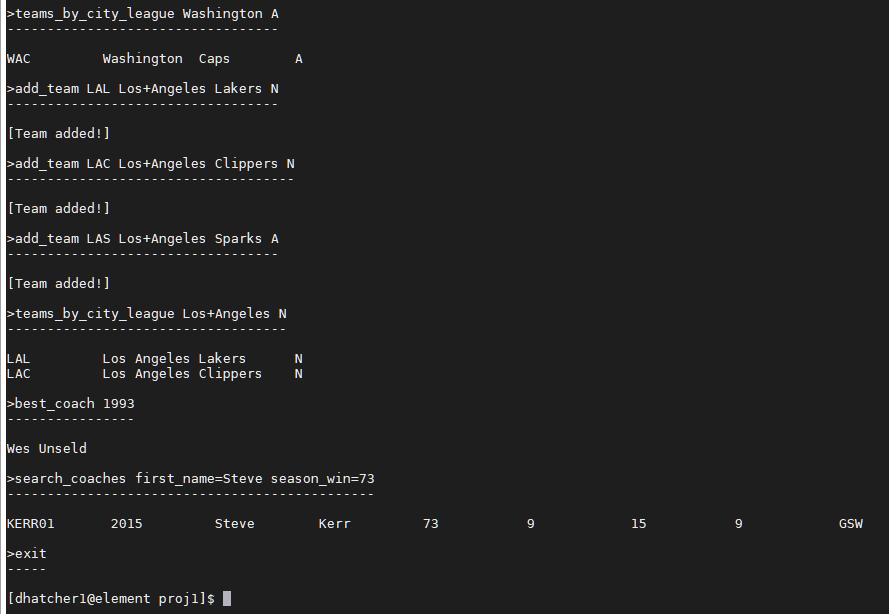 >teams_by_city_league Washington A
----------------------------------
WAC         Washington  Caps        A
>add_team LAL Los+Angeles Lakers N
----------------------------------
[Team added!]
>add_team LAC Los+Angeles Clippers N
------------------------------------
[Team added!]
>add_team LAS Los+Angeles Sparks A
----------------------------------
[Team added!]
>teams_by_city_league Los+Angeles N
-----------------------------------
LAL         Los Angeles Lakers      N
LAC         Los Angeles Clippers    N
>best_coach 1993
----------------
Wes Unseld
>search_coaches first_name=Steve season_win=73
----------------------------------------------
KERR01       2015         Steve        Kerr         73           9            15           9            GSW
>exit
-----
[dhatcher1@element proj1]$